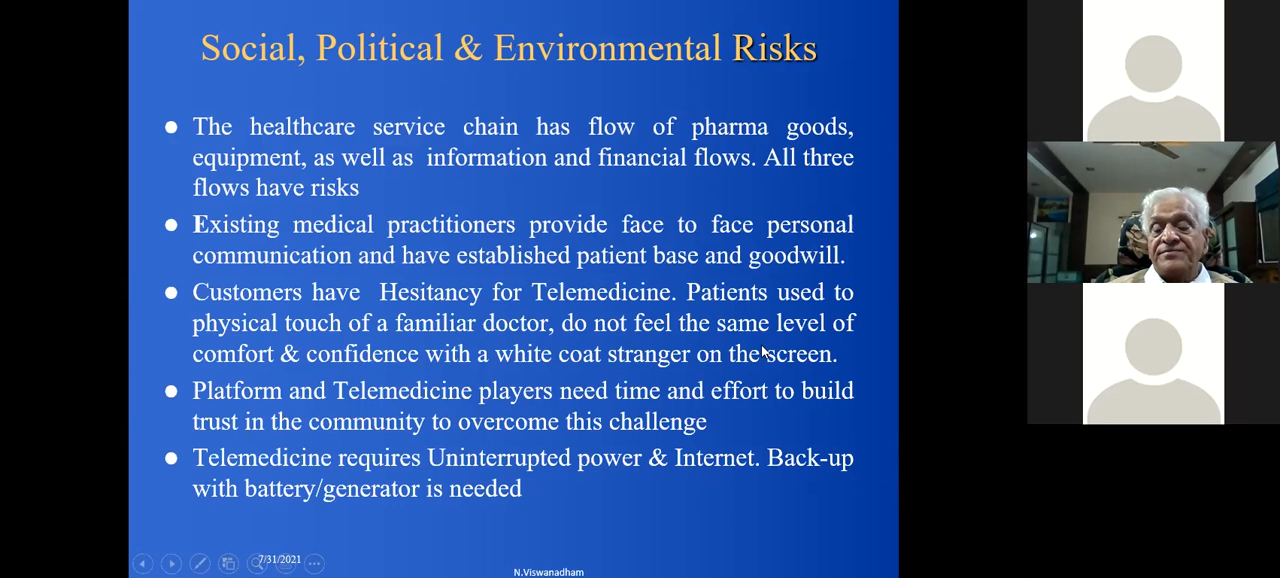 Social, Political & Environmental Risks
The healthcare service chain has flow of pharma goods,
equipment, as well as information and financial flows. All three
flows have risks
Existing medical practitioners provide face to face personal
communication and have established patient base and goodwill.
Customers have Hesitancy for Telemedicine. Patients used to
physical touch of a familiar doctor, do not feel the same level of
comfort & confidence with a white coat stranger on the screen.
Platform and Telemedicine players need time and effort to build
trust in the community to overcome this challenge
Telemedicine requires Uninterrupted power & Internet. Back-up
with battery/generator is needed
7/31/2021
N.Viswanadham